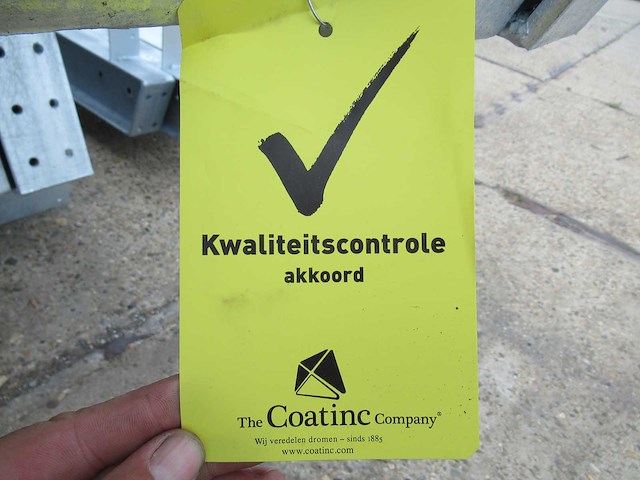 Kwaliteitscontrole
akkoord
The Coatinc Company®
Wij veredelen dromen – sinds 1885
www.coatinc.com